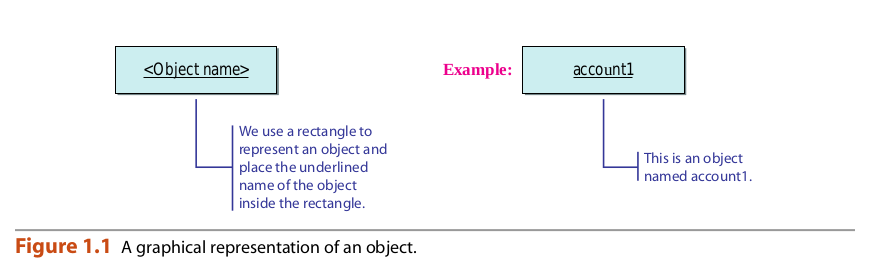 <Object name>
Example:
account1
We use a rectangle to
represent an object and
place the underlined
name of the object
inside the rectangle.
This is an object
named account1.
Figure 1.1 A graphical representation of an object.